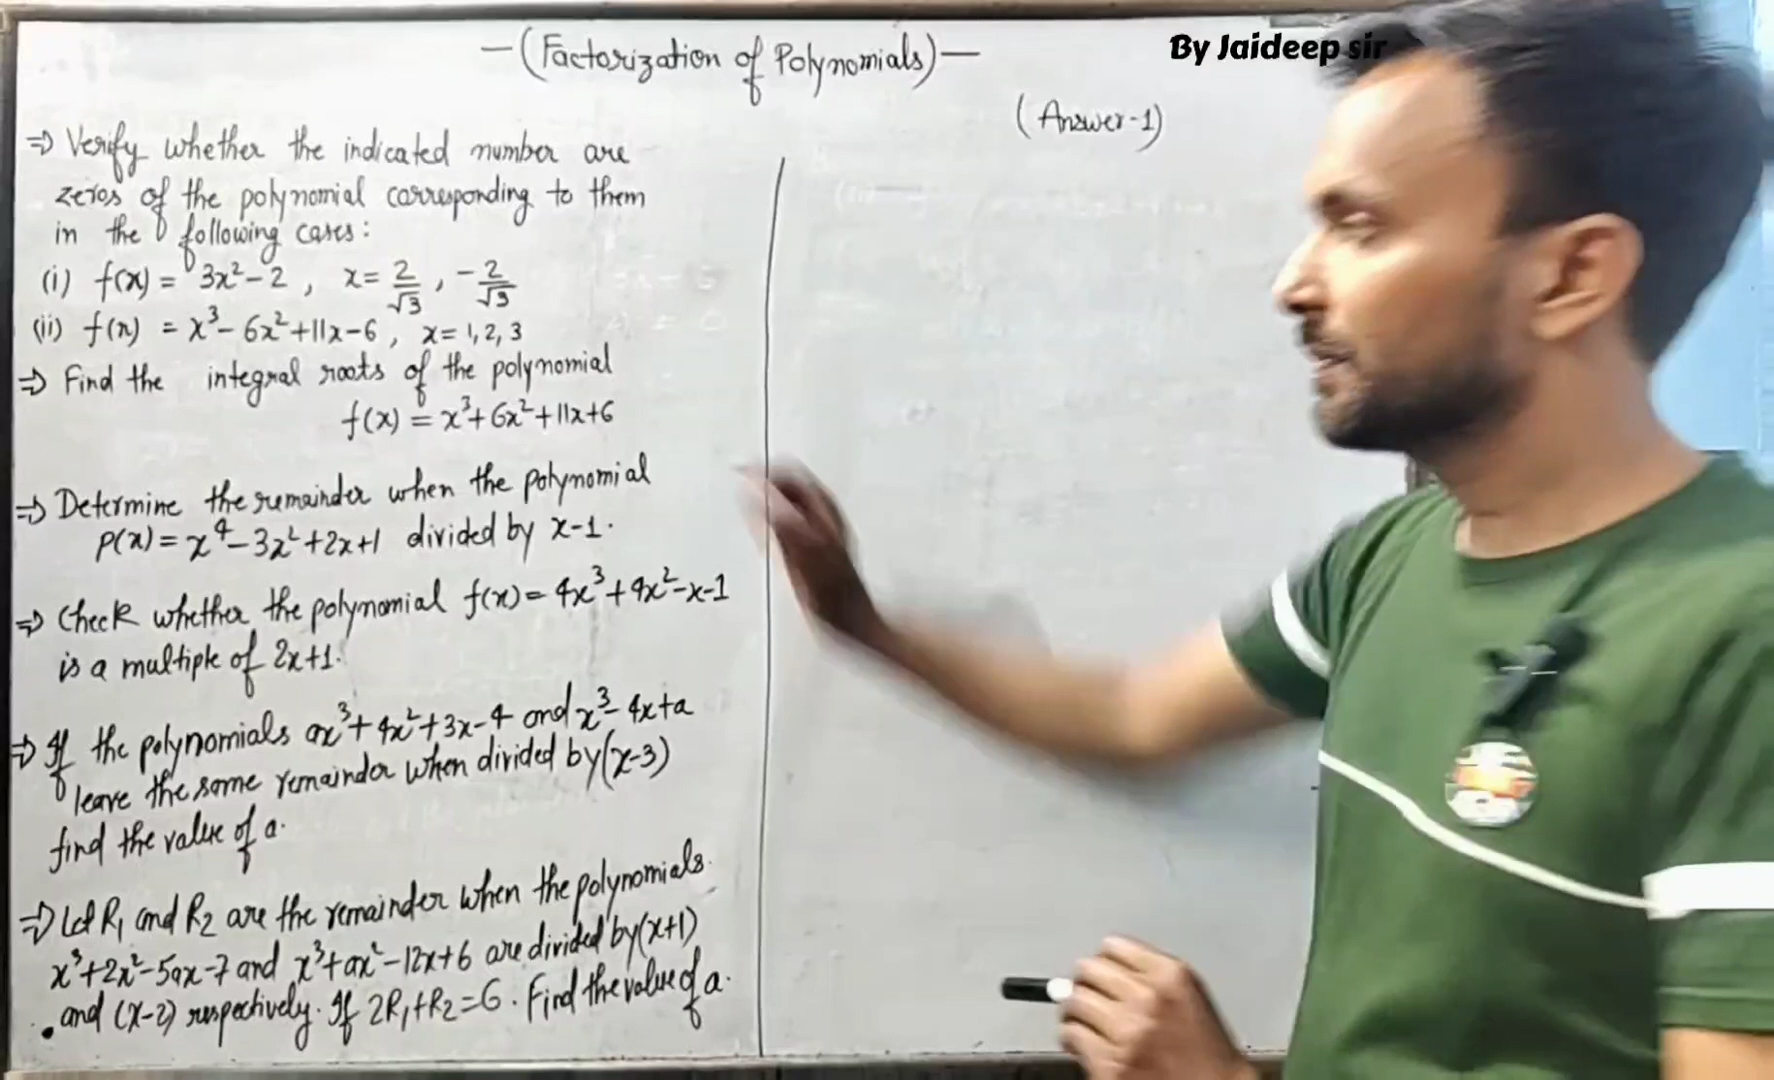 —(Factorization of Polynomials)—
By Jaideep sir
(Answer-1)
⇒ Verify whether the indicated number are
zeros of the polynomial corresponding to them
in the following cases:
(i) f(x) = 3x²-2, x = 2/√3, -2/√3
(ii) f(x) = x³-6x²+11x-6, x=1,2,3
⇒ Find the integral roots of the polynomial
f(x) = x³+6x²+11x+6
⇒ Determine the remainder when the polynomial
P(x) = x⁴-3x²+2x+1 divided by x-1.
⇒ Check whether the polynomial f(x) = 4x³+4x²-x-1
is a multiple of 2x+1.
⇒ If the polynomials ax³+4x²+3x-4 and x³-4x+a
leave the same remainder when divided by (x-3)
find the value of a.
⇒ Let R₁ and R₂ are the remainder when the polynomials
x³+2x²-5ax-7 and x³+ax²-12x+6 are divided by (x+1)
and (x-2) respectively. If 2R₁+R₂=6. Find the value of a.